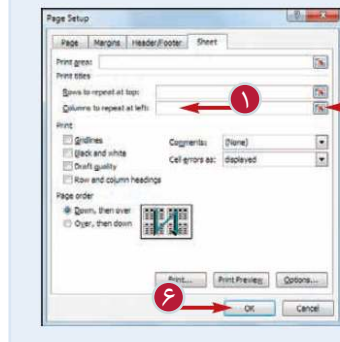 Page Setup
Page Margins Header/Footer Sheet
Print area:
Print titles
Rows to repeat at top:
Columns to repeat at left:
۱
Print
Gridlines
Black and white
Draft quality
Row and column headings
Comments: (None)
Cell errors as: displayed
Page order
Down, then over
Over, then down
Print... Print Preview Options...
۶
OK Cancel